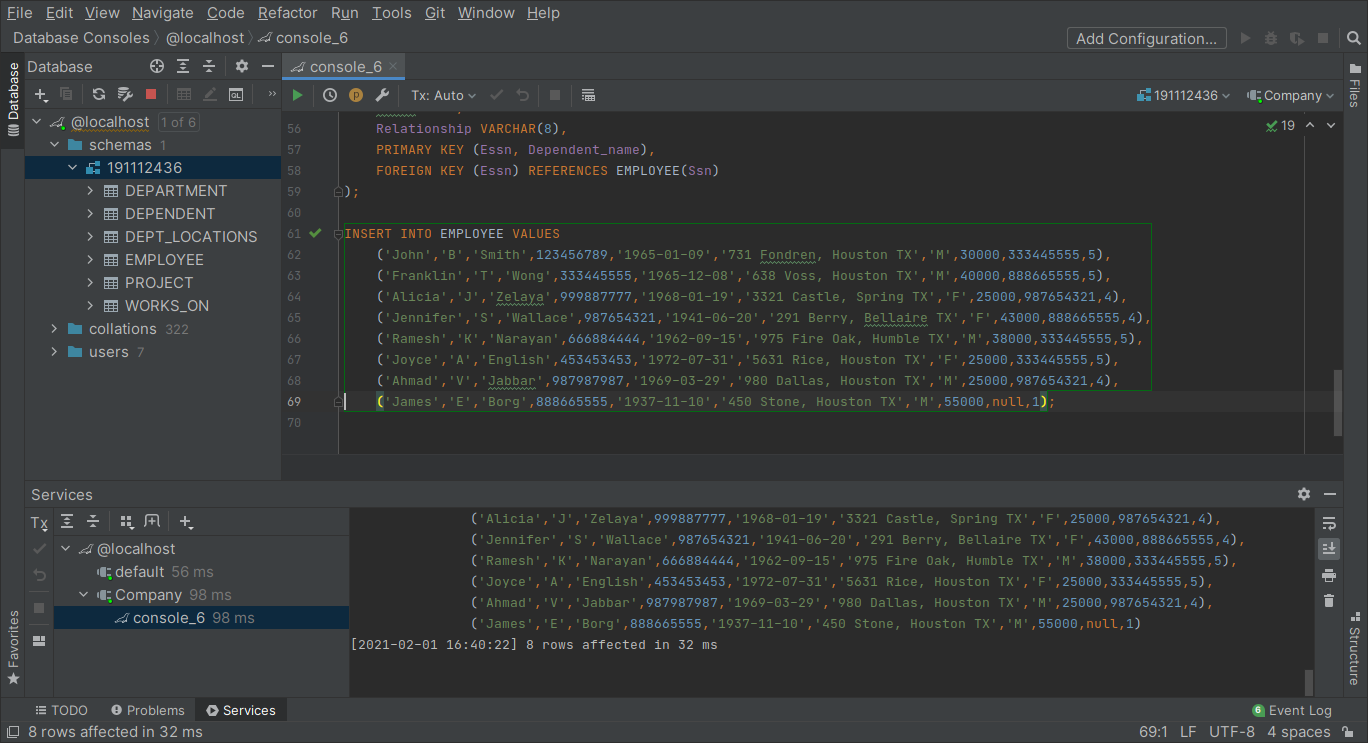 File Edit View Navigate Code Refactor Run Tools Git Window Help
Database Consoles @localhost console_6 Add Configuration...
Database
Database
console_6
Files
Tx: Auto
191112436 Company
@localhost 1 of 6
schemas 1
191112436
DEPARTMENT
DEPENDENT
DEPT_LOCATIONS
EMPLOYEE
PROJECT
WORKS_ON
collations 322
users 7
19
56 Relationship VARCHAR(8),
57 PRIMARY KEY (Essn, Dependent_name),
58 FOREIGN KEY (Essn) REFERENCES EMPLOYEE(Ssn)
59 );
60
61 INSERT INTO EMPLOYEE VALUES
62 ('John','B','Smith',123456789,'1965-01-09','731 Fondren, Houston TX','M',30000,333445555,5),
63 ('Franklin','T','Wong',333445555,'1965-12-08','638 Voss, Houston TX','M',40000,888665555,5),
64 ('Alicia','J','Zelaya',999887777,'1968-01-19','3321 Castle, Spring TX','F',25000,987654321,4),
65 ('Jennifer','S','Wallace',987654321,'1941-06-20','291 Berry, Bellaire TX','F',43000,888665555,4),
66 ('Ramesh','K','Narayan',666884444,'1962-09-15','975 Fire Oak, Humble TX','M',38000,333445555,5),
67 ('Joyce','A','English',453453453,'1972-07-31','5631 Rice, Houston TX','F',25000,333445555,5),
68 ('Ahmad','V','Jabbar',987987987,'1969-03-29','980 Dallas, Houston TX','M',25000,987654321,4),
69 ('James','E','Borg',888665555,'1937-11-10','450 Stone, Houston TX','M',55000,null,1);
70
Services
Tx
@localhost
default 56 ms
Company 98 ms
console_6 98 ms
('Alicia','J','Zelaya',999887777,'1968-01-19','3321 Castle, Spring TX','F',25000,987654321,4),
('Jennifer','S','Wallace',987654321,'1941-06-20','291 Berry, Bellaire TX','F',43000,888665555,4),
('Ramesh','K','Narayan',666884444,'1962-09-15','975 Fire Oak, Humble TX','M',38000,333445555,5),
('Joyce','A','English',453453453,'1972-07-31','5631 Rice, Houston TX','F',25000,333445555,5),
('Ahmad','V','Jabbar',987987987,'1969-03-29','980 Dallas, Houston TX','M',25000,987654321,4),
('James','E','Borg',888665555,'1937-11-10','450 Stone, Houston TX','M',55000,null,1)
[2021-02-01 16:40:22] 8 rows affected in 32 ms
Favorites
Structure
TODO Problems Services 6 Event Log
8 rows affected in 32 ms 69:1 LF UTF-8 4 spaces